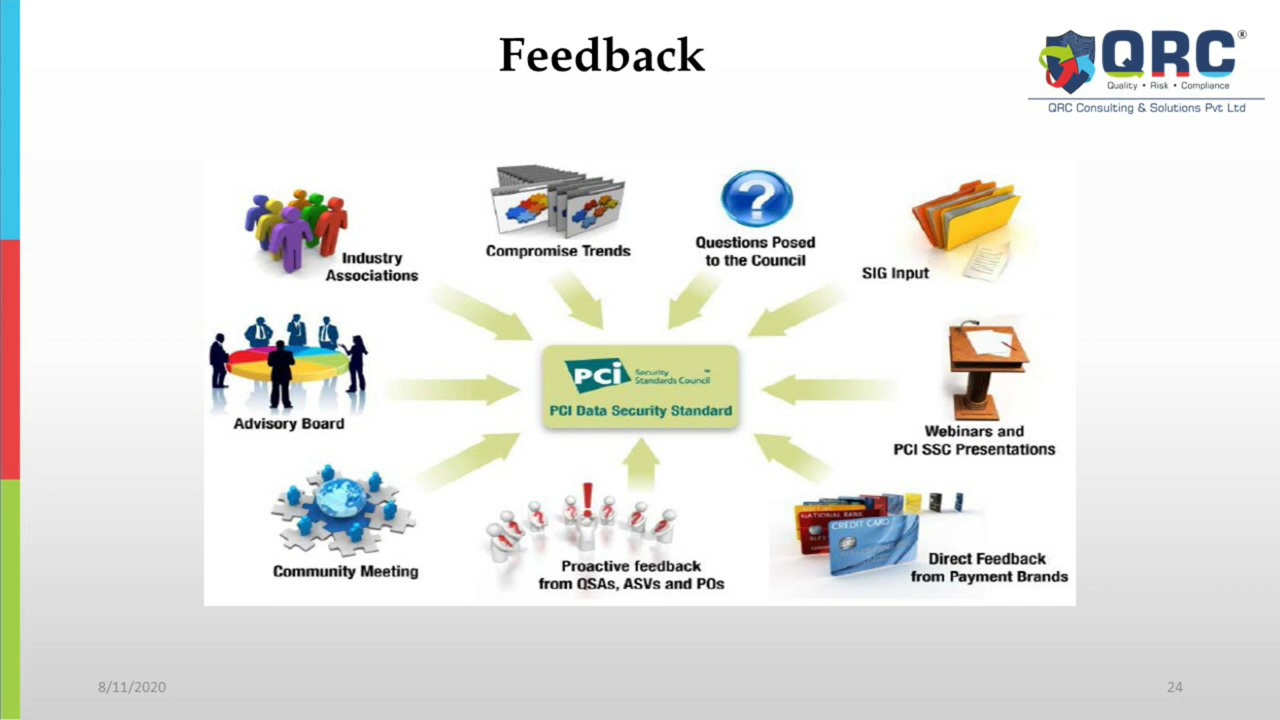 Feedback
QRC®
Quality • Risk • Compliance
QRC Consulting & Solutions Pvt Ltd
Industry
Associations
Compromise Trends
Questions Posed
to the Council
SIG Input
Advisory Board
PCi Security
Standards Council
™
PCI Data Security Standard
Webinars and
PCI SSC Presentations
Community Meeting
Proactive feedback
from QSAs, ASVs and POs
NATIONAL BANK
CREDIT CARD
Direct Feedback
from Payment Brands
8/11/2020
24